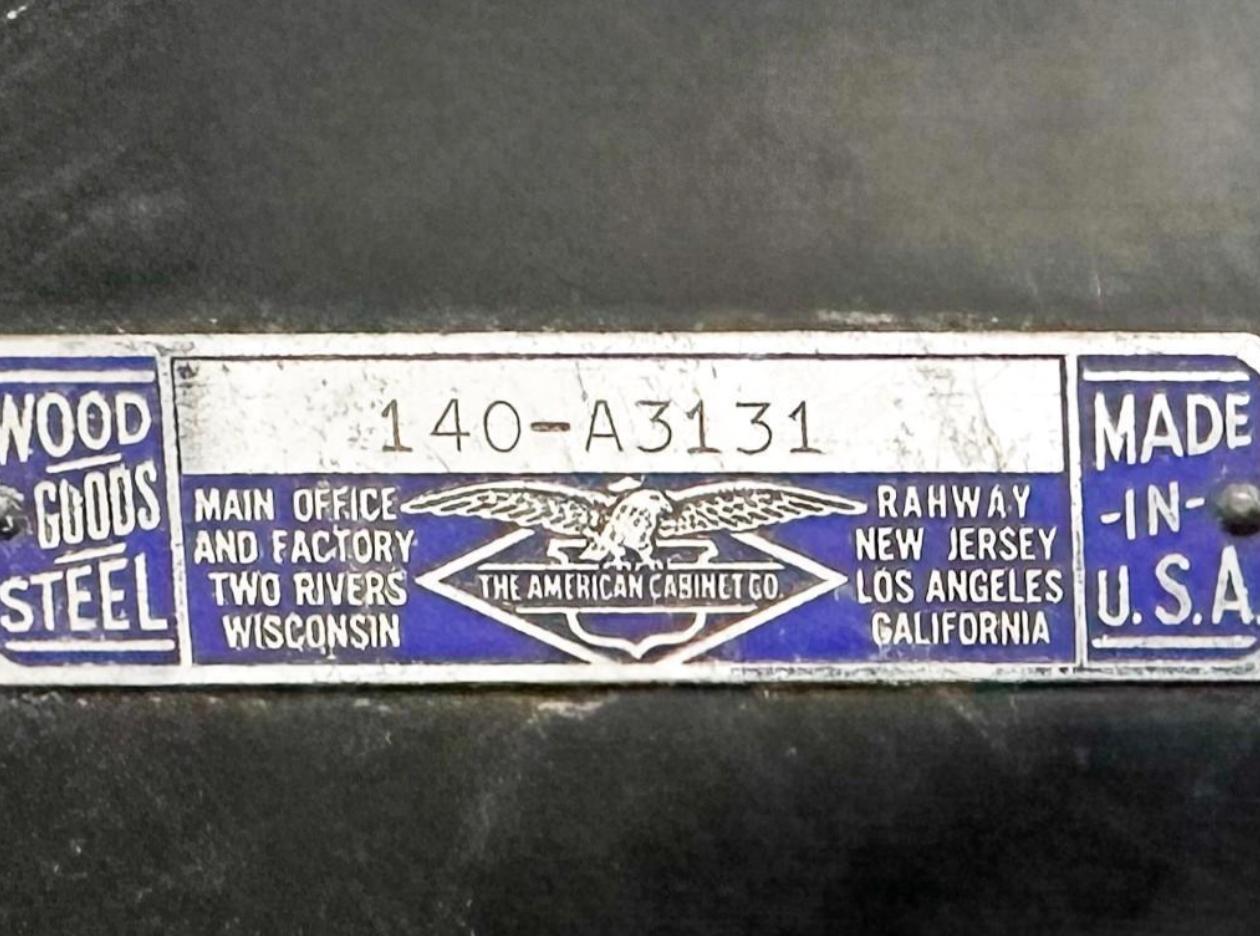 WOOD
GOODS
STEEL
140-A3131
MAIN OFFICE
AND FACTORY
TWO RIVERS
WISCONSIN
THE AMERICAN CABINET CO.
RAHWAY
NEW JERSEY
LOS ANGELES
CALIFORNIA
MADE
-IN-
U.S.A.